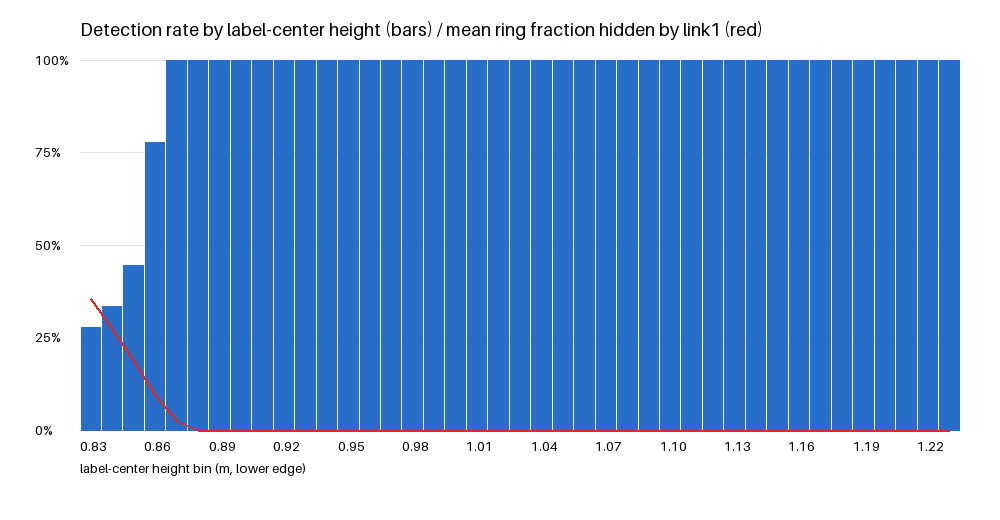 Detection rate by label-center height (bars) / mean ring fraction hidden by link1 (red)
100%
75%
50%
25%
0%
0.83 0.86 0.89 0.92 0.95 0.98 1.01 1.04 1.07 1.10 1.13 1.16 1.19 1.22
label-center height bin (m, lower edge)